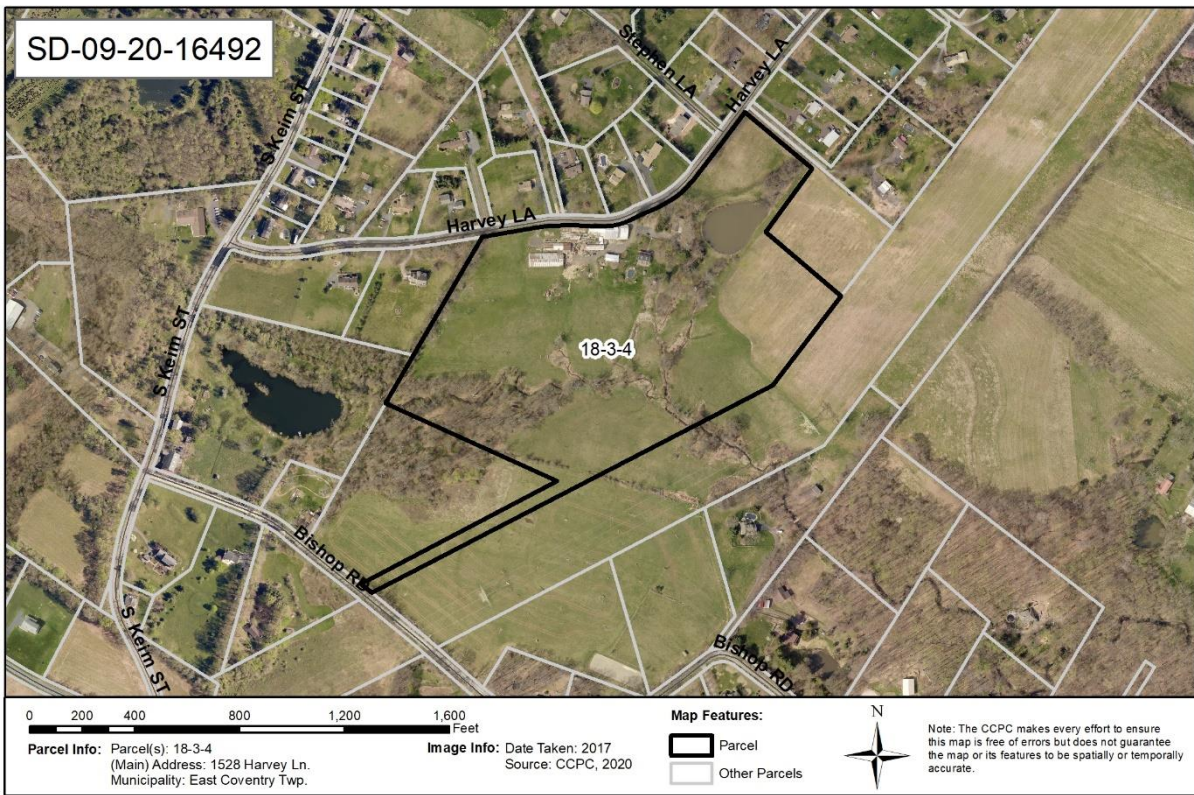 SD-09-20-16492
Stephen LA
Harvey LA
S Keim ST
Harvey LA
S Keim ST
18-3-4
Bishop RD
S Keim ST
Bishop RD
0 200 400 800 1,200 1,600
Feet
Parcel Info: Parcel(s): 18-3-4
(Main) Address: 1528 Harvey Ln.
Municipality: East Coventry Twp.
Image Info: Date Taken: 2017
Source: CCPC, 2020
Map Features:
Parcel
Other Parcels
N
Note: The CCPC makes every effort to ensure
this map is free of errors but does not guarantee
the map or its features to be spatially or temporally
accurate.